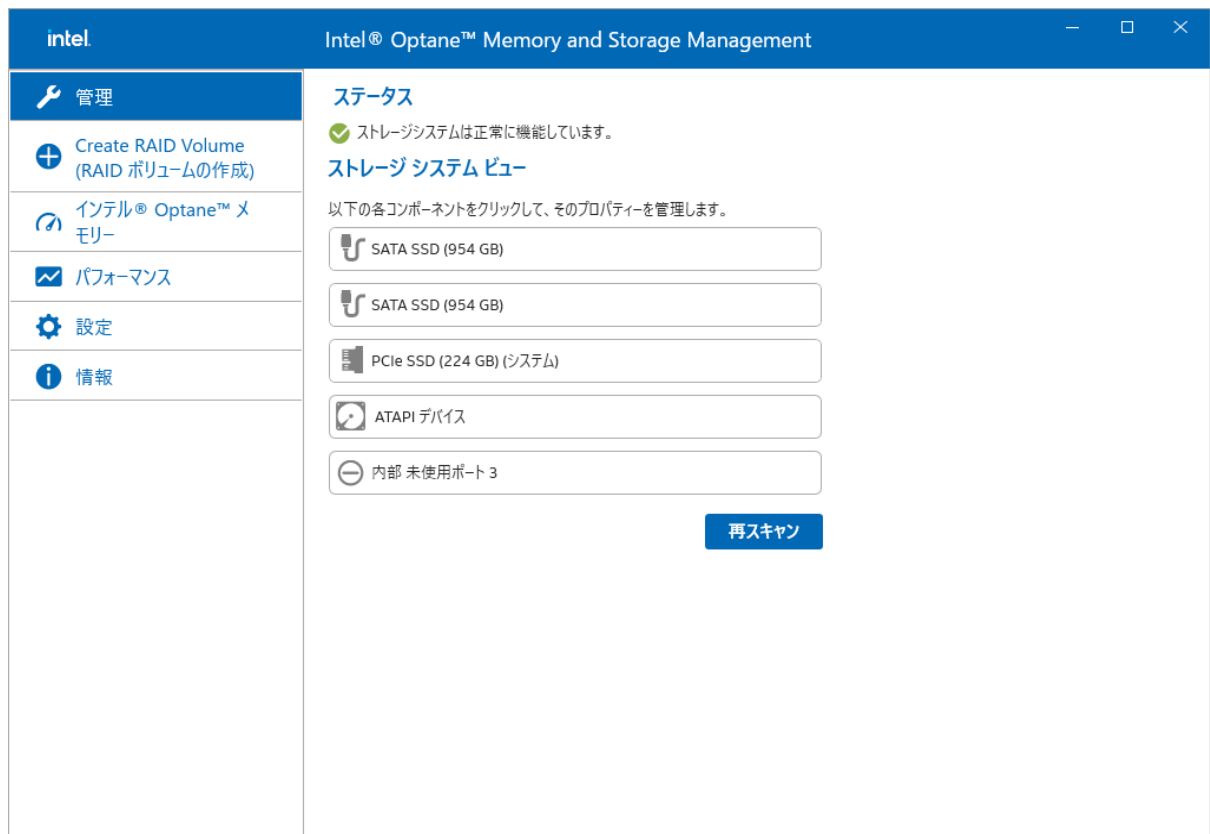 intel.
Intel® Optane™ Memory and Storage Management
管理
Create RAID Volume
(RAID ボリュームの作成)
インテル® Optane™ メ
モリー
パフォーマンス
設定
情報
ステータス
ストレージシステムは正常に機能しています。
ストレージ システム ビュー
以下の各コンポーネントをクリックして、そのプロパティーを管理します。
SATA SSD (954 GB)
SATA SSD (954 GB)
PCIe SSD (224 GB) (システム)
ATAPI デバイス
内部 未使用ポート 3
再スキャン